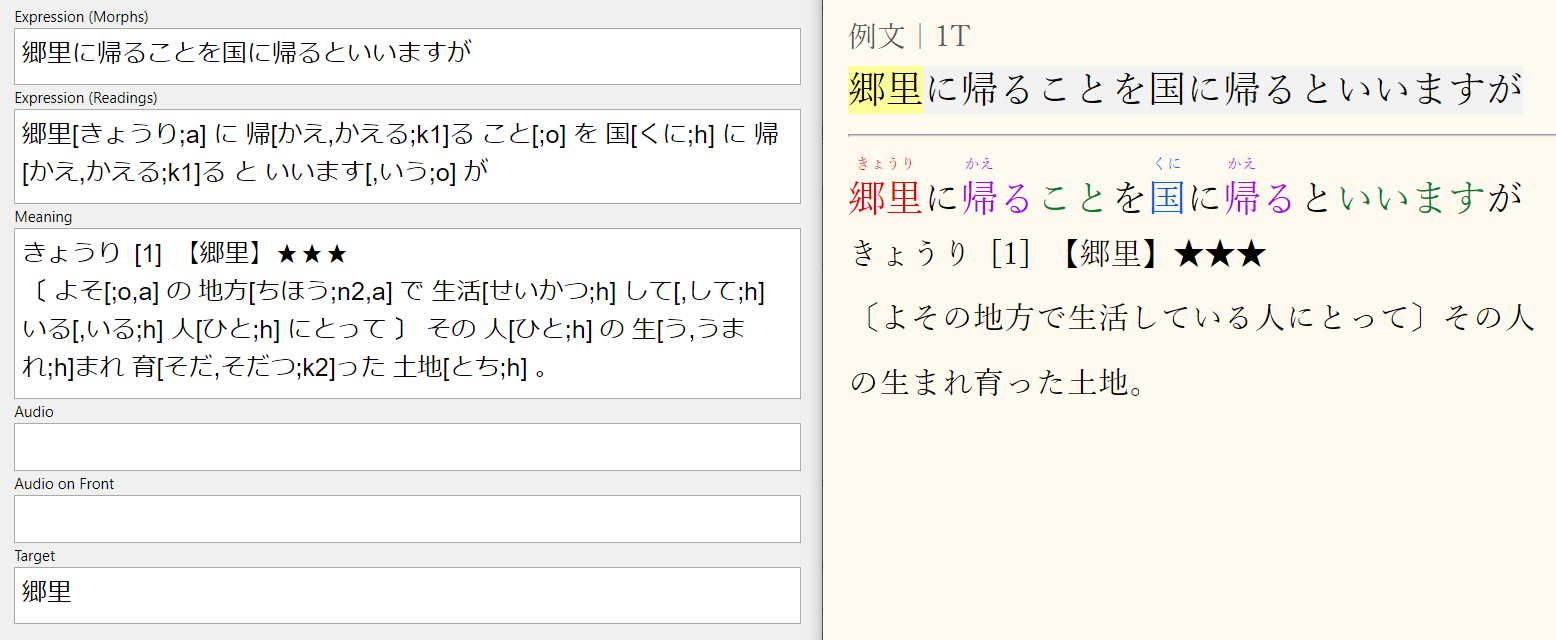 Expression (Morphs)
郷里に帰ることを国に帰るといいますが
Expression (Readings)
郷里[きょうり;a] に 帰[かえ,かえる;k1]る こと[;o] を 国[くに;h] に 帰
[かえ,かえる;k1]る と いいます[,いう;o] が
Meaning
きょうり [1] 【郷里】★★★
〔 よそ[;o,a] の 地方[ちほう;n2,a] で 生活[せいかつ;h] して[,して;h]
いる[,いる;h] 人[ひと;h] にとって 〕 その 人[ひと;h] の 生[う,うま
れ;h]まれ 育[そだ,そだつ;k2]った 土地[とち;h] 。
Audio
Audio on Front
Target
郷里
例文｜1T
郷里に帰ることを国に帰るといいますが
きょうり かえ くに かえ
郷里に帰ることを国に帰るといいますが
きょうり [1] 【郷里】★★★
〔よその地方で生活している人にとって〕その人
の生まれ育った土地。